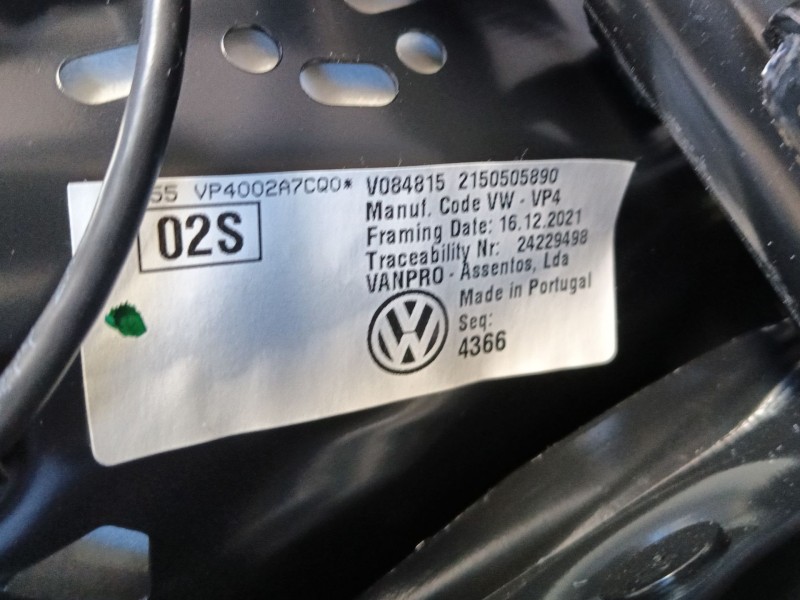 55 VP4002A7CQ0* V084815 2150505890
02S
Manuf. Code VW - VP4
Framing Date: 16.12.2021
Traceability Nr: 24229498
VANPRO - Assentos, Lda
Made in Portugal
Seq:
4366